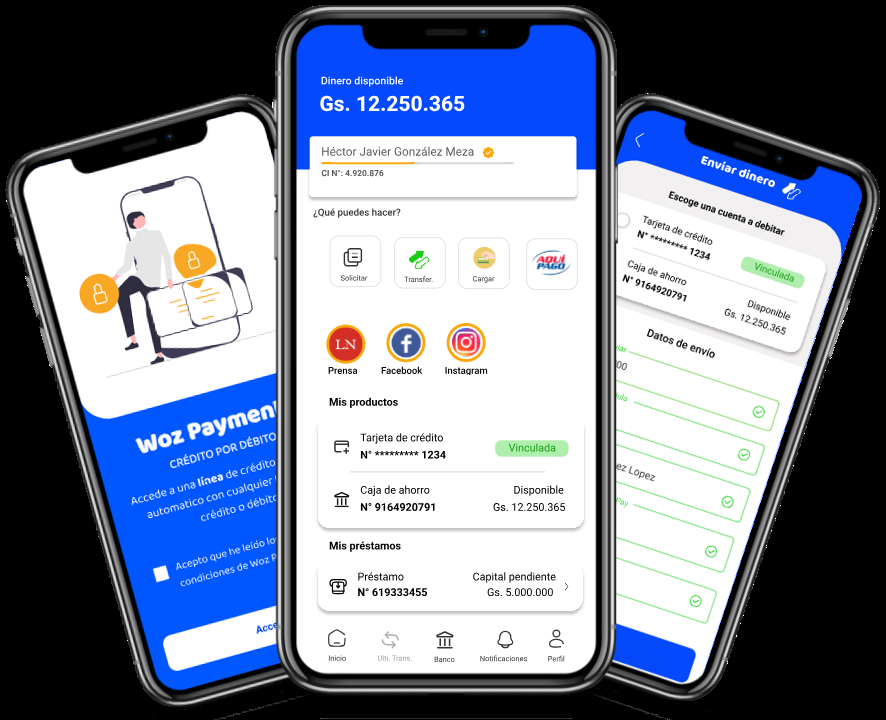 Woz Payment
CRÉDITO POR DÉBITO
Accede a una línea de crédito
automatico con cualquier
crédito o débito
Acepto que he leído
condiciones de Woz
Dinero disponible
Gs. 12.250.365
Héctor Javier González Meza
CI N°: 4.920.876
¿Qué puedes hacer?
Solicitar
Transfer.
Cargar
AQUÍ
PAGO
LN
Prensa
Facebook
Instagram
Mis productos
Tarjeta de crédito
N° ********* 1234
Vinculada
Caja de ahorro
N° 9164920791
Disponible
Gs. 12.250.365
Mis préstamos
Préstamo
N° 619333455
Capital pendiente
Gs. 5.000.000
Inicio
Ulti. Trans.
Banco
Notificaciones
Perfil
Enviar dinero
Escoge una cuenta a debitar
Tarjeta de crédito
N° ********* 1234
Vinculada
Caja de ahorro
N° 9164920791
Disponible
Gs. 12.250.365
Datos de envío
ez Lopez
Pay